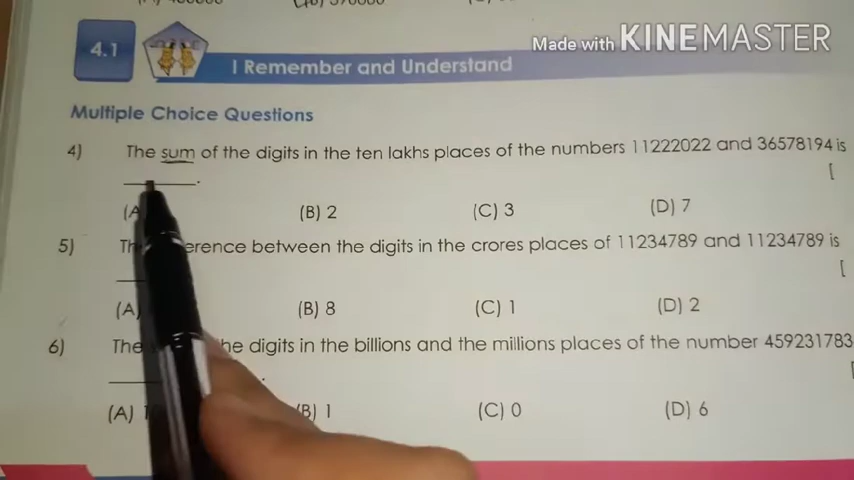 Made with KINEMASTER
4.1
I Remember and Understand
Multiple Choice Questions
4) The sum of the digits in the ten lakhs places of the numbers 11222022 and 36578194 is
______. [
(A (B) 2 (C) 3 (D) 7
5) Th erence between the digits in the crores places of 11234789 and 11234789 is
[
(A) (B) 8 (C) 1 (D) 2
6) The he digits in the billions and the millions places of the number 459231783
[
(A) 1 (B) 1 (C) 0 (D) 6